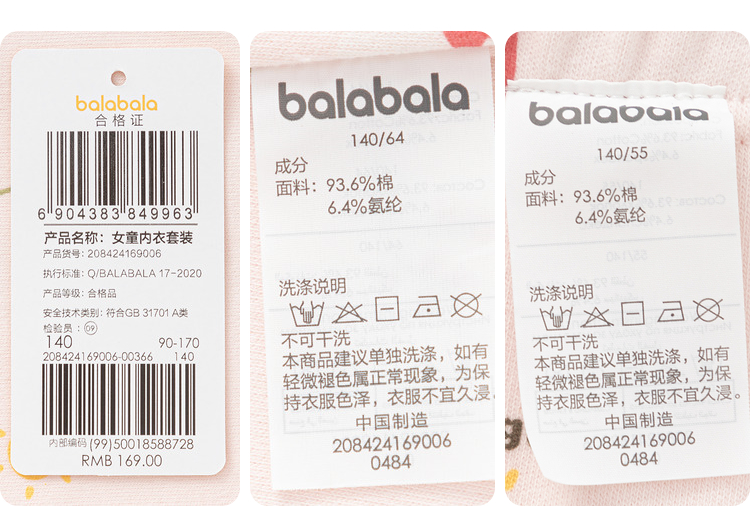 balabala
合格证
6 904383 849963
产品名称：女童内衣套装
产品货号：208424169006
执行标准：Q/BALABALA 17-2020
产品等级：合格品
安全技术类别：符合GB 31701 A类
检验员：09
140 90-170
208424169006-00366 140
内部编码 (99)50018588728
RMB 169.00
balabala
140/64
成分
面料：93.6%棉
6.4%氨纶
洗涤说明
不可干洗
本商品建议单独洗涤，如有
轻微褪色属正常现象，为保
持衣服色泽，衣服不宜久浸。
中国制造
208424169006
0484
balabala
140/55
成分
面料：93.6%棉
6.4%氨纶
洗涤说明
不可干洗
本商品建议单独洗涤，如有
轻微褪色属正常现象，为保
持衣服色泽，衣服不宜久浸。
中国制造
208424169006
0484